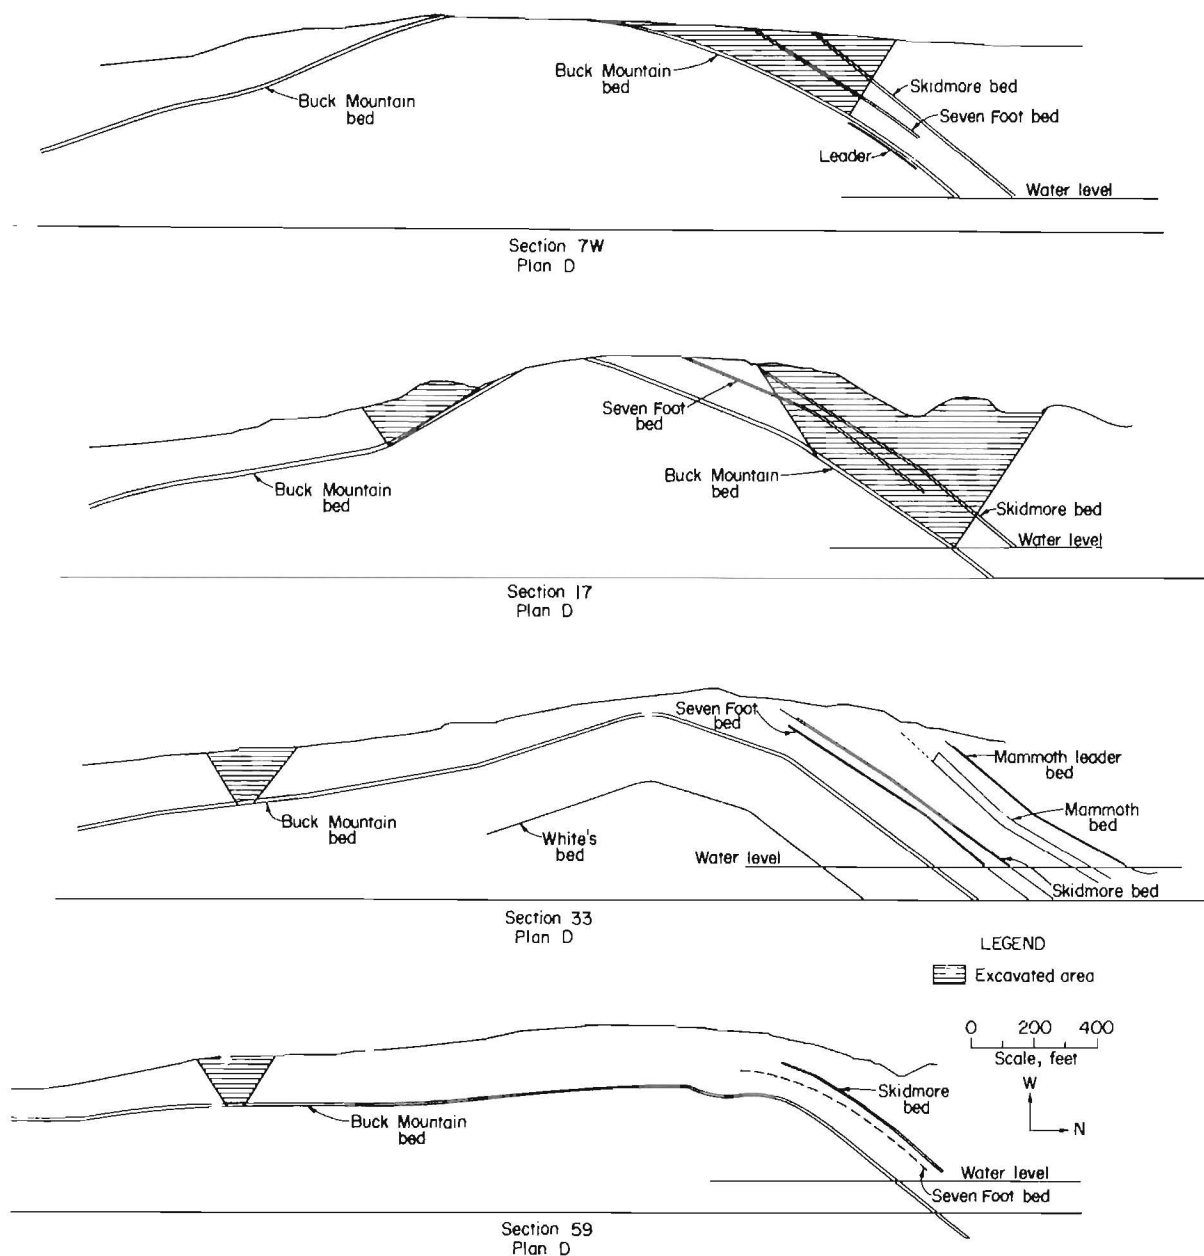 Buck Mountain
bed
Buck Mountain
bed
Skidmore bed
Seven Foot bed
Leader
Water level
Section 7W
Plan D
Seven Foot
bed
Buck Mountain
bed
Buck Mountain
bed
Skidmore bed
Water level
Section 17
Plan D
Seven Foot
bed
Mammoth leader
bed
Mammoth
bed
Buck Mountain
bed
White's
bed
Water level
Skidmore bed
Section 33
Plan D
LEGEND
Excavated area
0 200 400
Scale, feet
W
N
Skidmore
bed
Buck Mountain
bed
Water level
Seven Foot bed
Section 59
Plan D